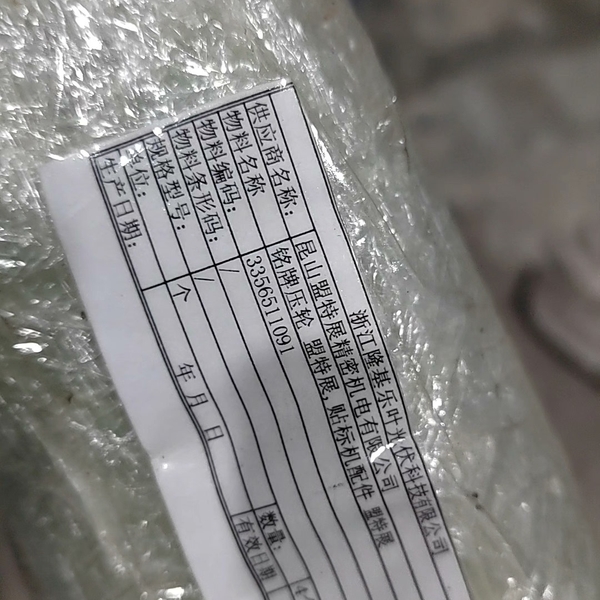 浙江隆基乐叶光伏科技有限公司
供应商名称: 昆山盟特展精密机电有限公司
物料名称 铭牌压轮 盟特展,贴标机配件 盟特展
物料编码: 3356511091
物料条形码: /
规格型号: /
单位: 个 数量: 4
生产日期: 年 月 日 有效日期